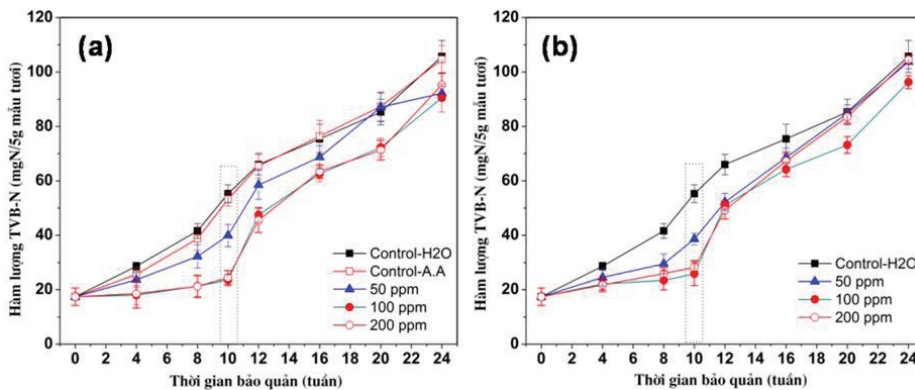 (a)
Hàm lượng TVB-N (mgN/5g mẫu tươi)
120
100
80
60
40
20
0
Control-H2O
Control-A.A
50 ppm
100 ppm
200 ppm
0 2 4 6 8 10 12 14 16 18 20 22 24
Thời gian bảo quản (tuần)
(b)
Hàm lượng TVB-N (mgN/5g mẫu tươi)
120
100
80
60
40
20
0
Control-H2O
50 ppm
100 ppm
200 ppm
0 2 4 6 8 10 12 14 16 18 20 22 24
Thời gian bảo quản (tuần)